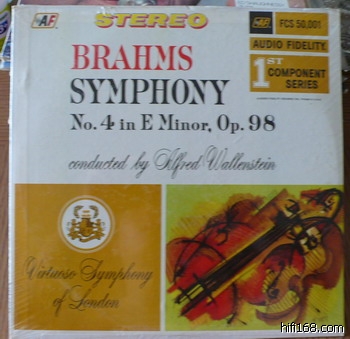 AF
STEREO
AF
FCS 50,001
AUDIO FIDELITY
1ST
COMPONENT
SERIES
BRAHMS
SYMPHONY
No. 4 in E Minor, Op. 98
conducted by Alfred Wallenstein
Virtuoso Symphony
of London
hifi168.com